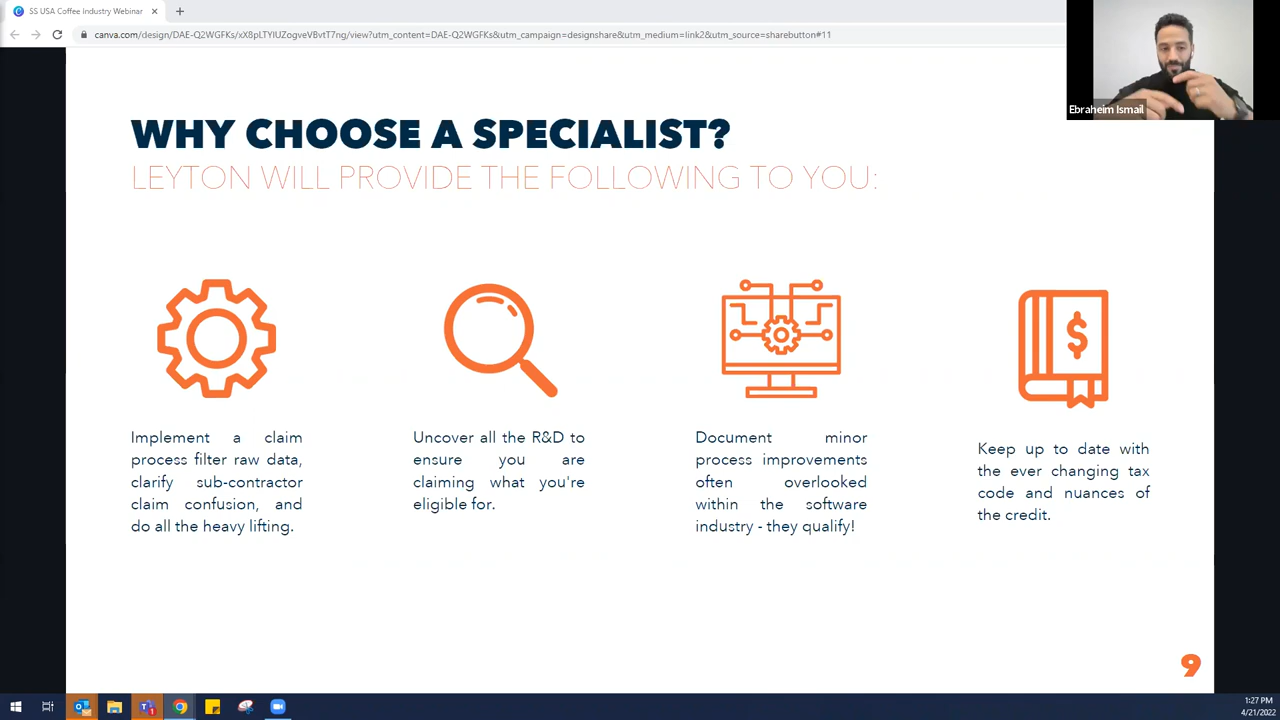 SS USA Coffee Industry Webinar
canva.com/design/DAE-Q2WGFKs/xX8pLTYIUZogveVBvtT7ng/view?utm_content=DAE-Q2WGFKs&utm_campaign=designshare&utm_medium=link2&utm_source=sharebutton#11
Ebraheim Ismail
WHY CHOOSE A SPECIALIST?
LEYTON WILL PROVIDE THE FOLLOWING TO YOU:
Implement a claim
process filter raw data,
clarify sub-contractor
claim confusion, and
do all the heavy lifting.
Uncover all the R&D to
ensure you are
claiming what you're
eligible for.
Document minor
process improvements
often overlooked
within the software
industry - they qualify!
Keep up to date with
the ever changing tax
code and nuances of
the credit.
9
1:27 PM
4/21/2022